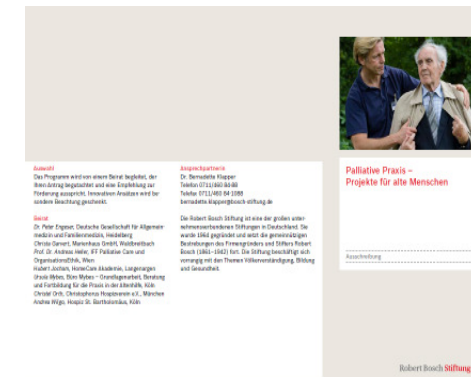 Auswahl
Das Programm wird von einem Beirat begleitet, der
Ihren Antrag begutachtet und eine Empfehlung zur
Förderung ausspricht. Innovativen Ansätzen wird be-
sondere Beachtung geschenkt.
Beirat
Dr. Peter Engeser, Deutsche Gesellschaft für Allgemein-
medizin und Familienmedizin, Heidelberg
Christa Garvert, Marienhaus GmbH, Waldbreitbach
Prof. Dr. Andreas Heller, IFF Palliative Care und
OrganisationsEthik, Wien
Hubert Jocham, HomeCare Akademie, Langenargen
Ursula Mybes, Büro Mybes – Grundlagenarbeit, Beratung
und Fortbildung für die Praxis in der Altenhilfe, Köln
Christel Orth, Christophorus Hospizverein e.V., München
Andrea Wilgo, Hospiz St. Bartholomäus, Köln
Ansprechpartnerin
Dr. Bernadette Klapper
Telefon 0711/460 84-88
Telefax 0711/460 84-1088
bernadette.klapper@bosch-stiftung.de
Die Robert Bosch Stiftung ist eine der großen unter-
nehmensverbundenen Stiftungen in Deutschland. Sie
wurde 1964 gegründet und setzt die gemeinnützigen
Bestrebungen des Firmengründers und Stifters Robert
Bosch (1861–1942) fort. Die Stiftung beschäftigt sich
vorrangig mit den Themen Völkerverständigung, Bildung
und Gesundheit.
Palliative Praxis –
Projekte für alte Menschen
Ausschreibung
Robert Bosch Stiftung